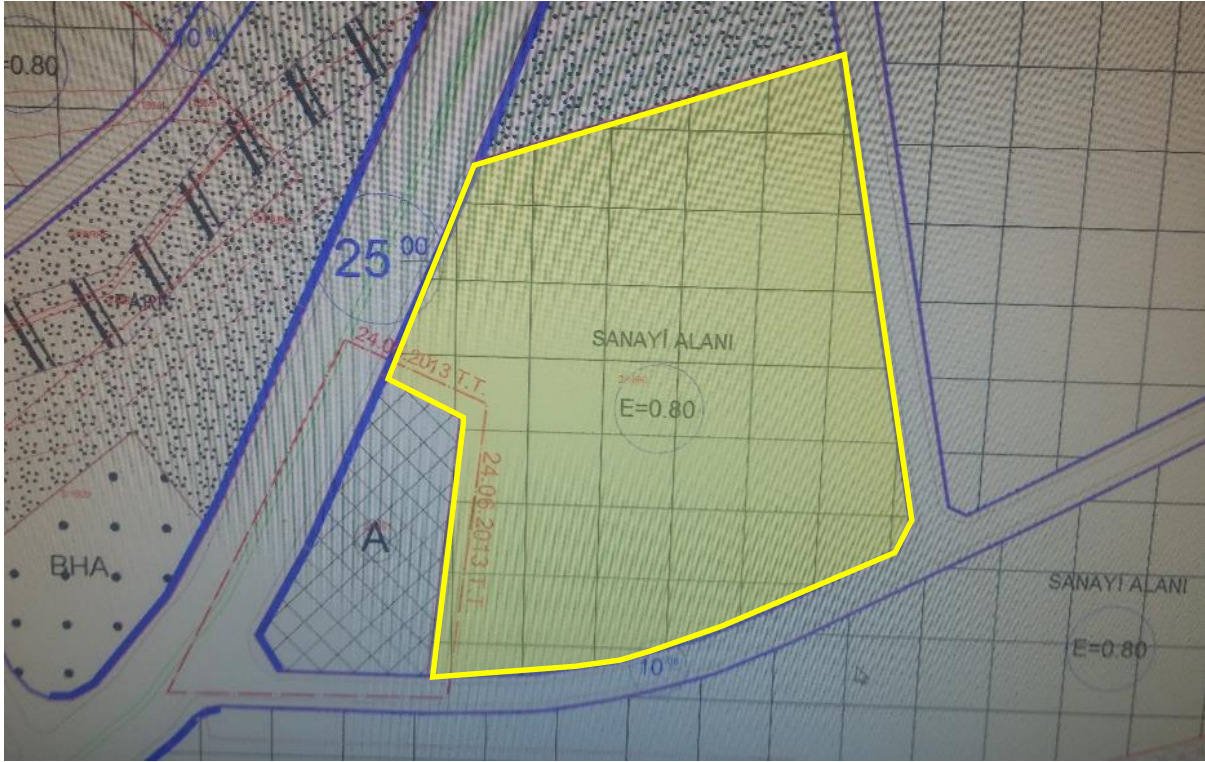 10.00
=0.80
25 00
PARK
24.06.2013 T.T.
SANAYİ ALANI
E=0.80
24.06.2013 T.T
A
BHA
SANAYİ ALANI
10.00
E=0.80